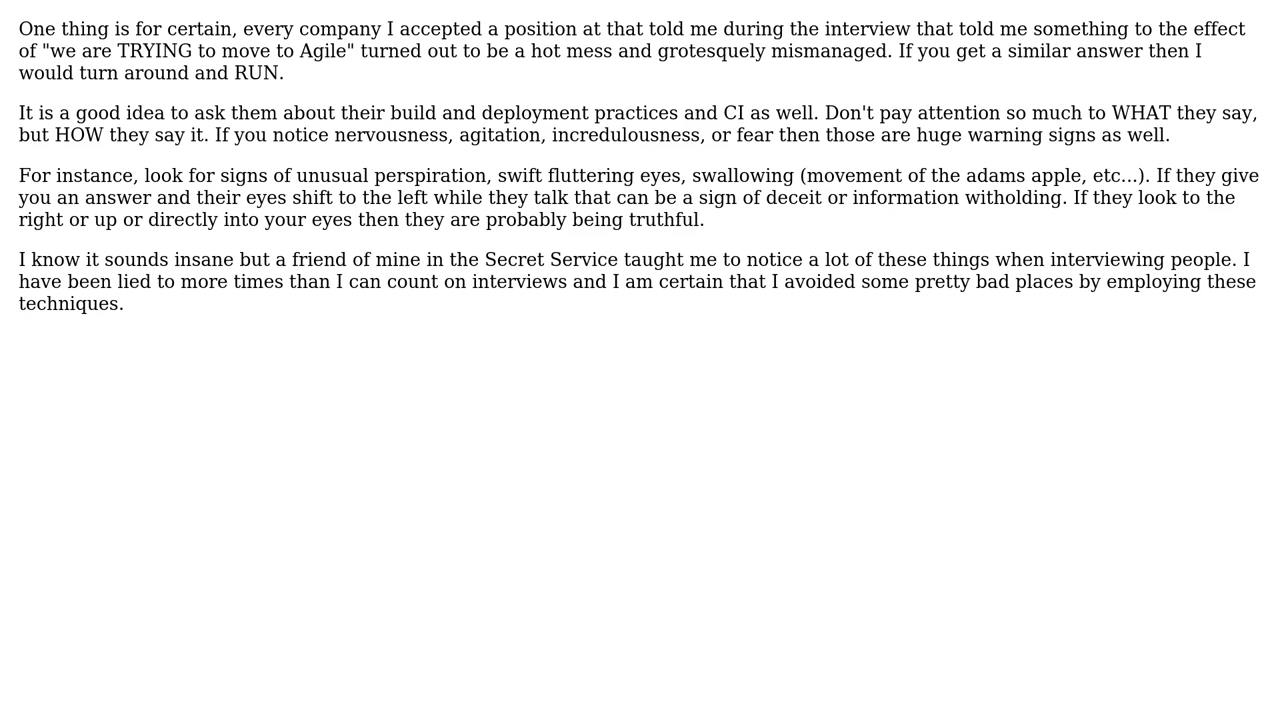 One thing is for certain, every company I accepted a position at that told me during the interview that told me something to the effect
of "we are TRYING to move to Agile" turned out to be a hot mess and grotesquely mismanaged. If you get a similar answer then I
would turn around and RUN.
It is a good idea to ask them about their build and deployment practices and CI as well. Don't pay attention so much to WHAT they say,
but HOW they say it. If you notice nervousness, agitation, incredulousness, or fear then those are huge warning signs as well.
For instance, look for signs of unusual perspiration, swift fluttering eyes, swallowing (movement of the adams apple, etc...). If they give
you an answer and their eyes shift to the left while they talk that can be a sign of deceit or information witholding. If they look to the
right or up or directly into your eyes then they are probably being truthful.
I know it sounds insane but a friend of mine in the Secret Service taught me to notice a lot of these things when interviewing people. I
have been lied to more times than I can count on interviews and I am certain that I avoided some pretty bad places by employing these
techniques.